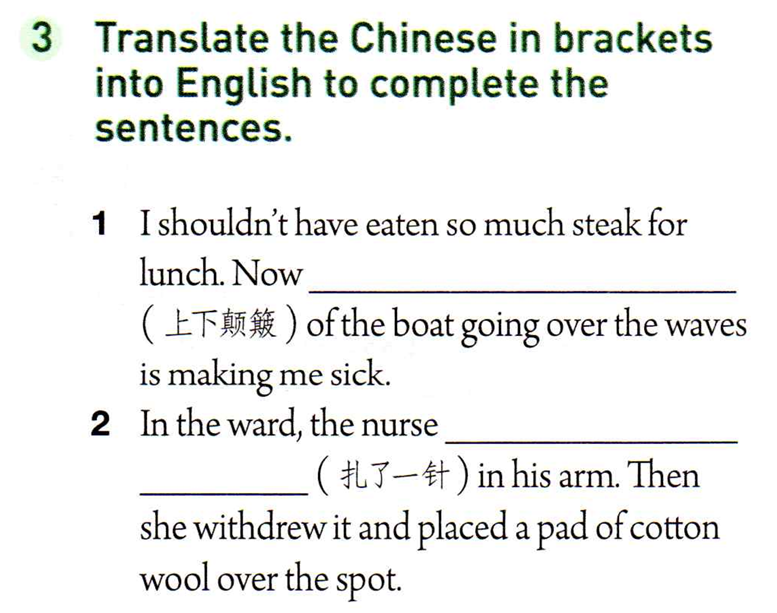 3 Translate the Chinese in brackets
into English to complete the
sentences.
1 I shouldn't have eaten so much steak for
lunch. Now ____________________
(上下颠簸) of the boat going over the waves
is making me sick.
2 In the ward, the nurse ______________
________ (扎了一针) in his arm. Then
she withdrew it and placed a pad of cotton
wool over the spot.